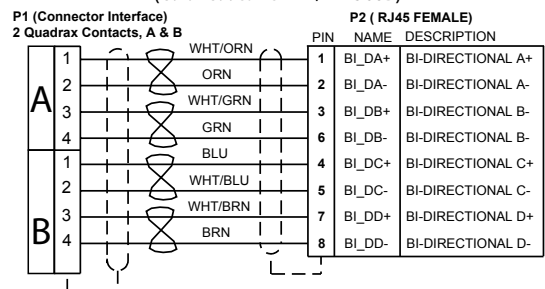 P1 (Connector Interface)
2 Quadrax Contacts, A & B
P2 ( RJ45 FEMALE)
PIN NAME DESCRIPTION
A
1 WHT/ORN 1 BI_DA+ BI-DIRECTIONAL A+
2 ORN 2 BI_DA- BI-DIRECTIONAL A-
3 WHT/GRN 3 BI_DB+ BI-DIRECTIONAL B-
4 GRN 6 BI_DB- BI-DIRECTIONAL B-
B
1 BLU 4 BI_DC+ BI-DIRECTIONAL C+
2 WHT/BLU 5 BI_DC- BI-DIRECTIONAL C-
3 WHT/BRN 7 BI_DD+ BI-DIRECTIONAL D+
4 BRN 8 BI_DD- BI-DIRECTIONAL D-